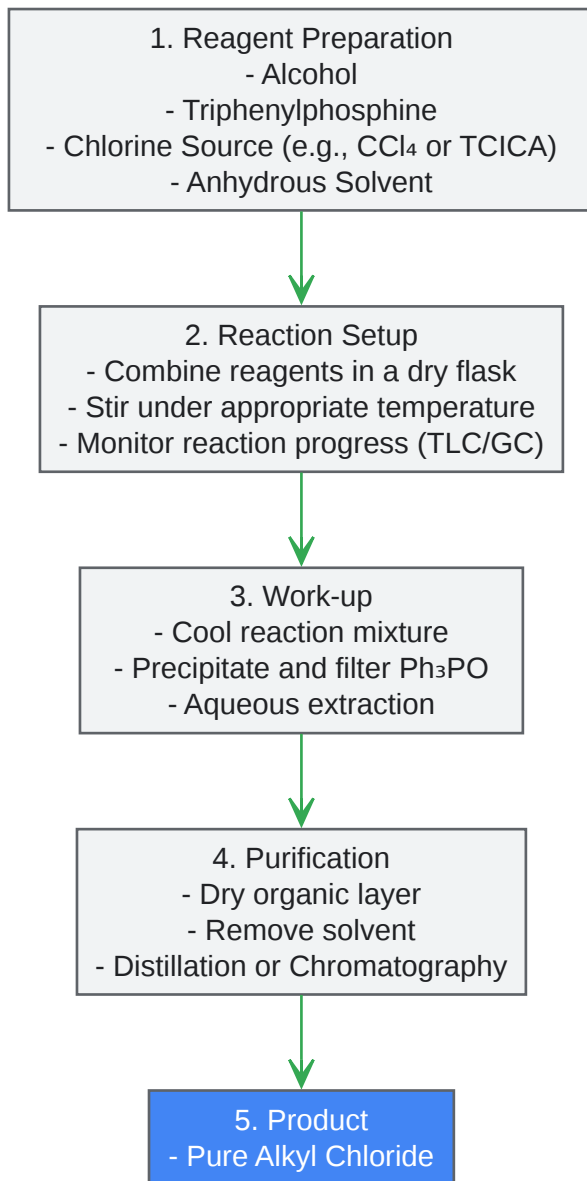 1. Reagent Preparation
- Alcohol
- Triphenylphosphine
- Chlorine Source (e.g., CCl₄ or TCICA)
- Anhydrous Solvent
2. Reaction Setup
- Combine reagents in a dry flask
- Stir under appropriate temperature
- Monitor reaction progress (TLC/GC)
3. Work-up
- Cool reaction mixture
- Precipitate and filter Ph₃PO
- Aqueous extraction
4. Purification
- Dry organic layer
- Remove solvent
- Distillation or Chromatography
5. Product
- Pure Alkyl Chloride